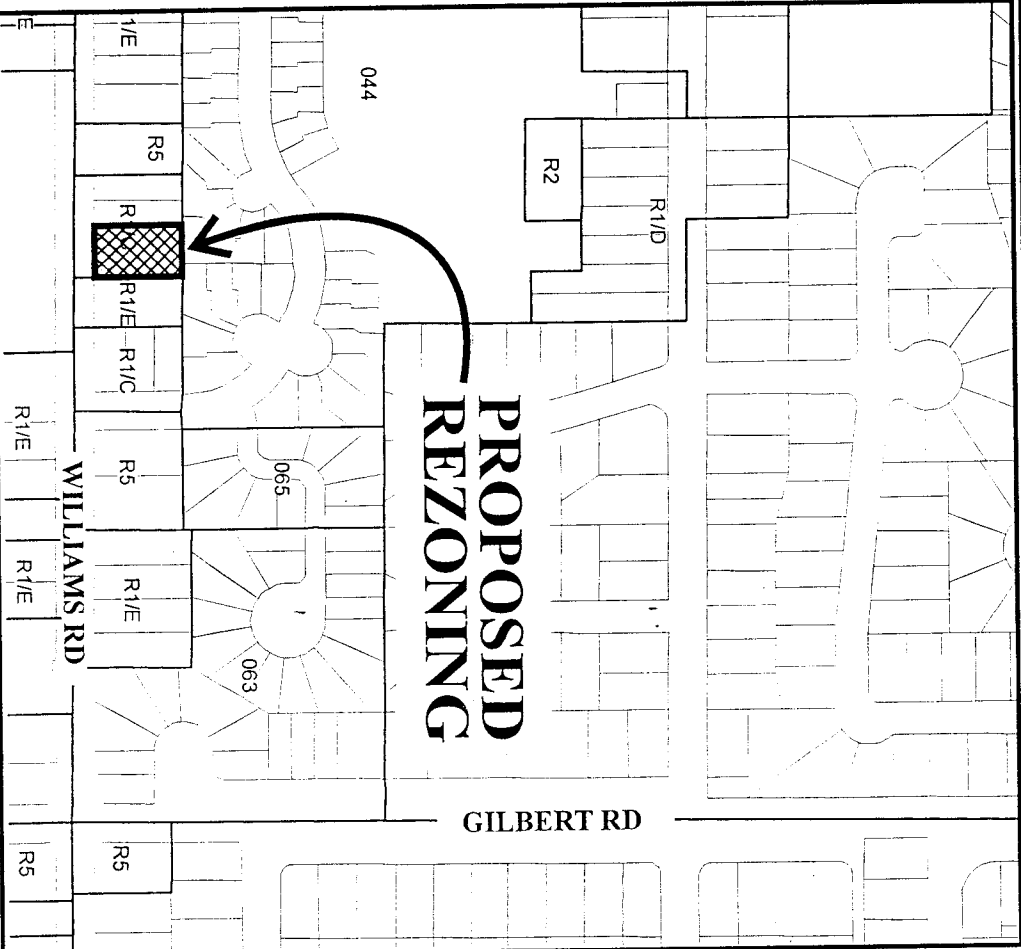 E
1/E
044
R5
R2
R1/D
R1/E
R1/C
R1/E
R5
065
PROPOSED
REZONING
WILLIAMS RD
R1/E
R1/E
063
GILBERT RD
R5
R5